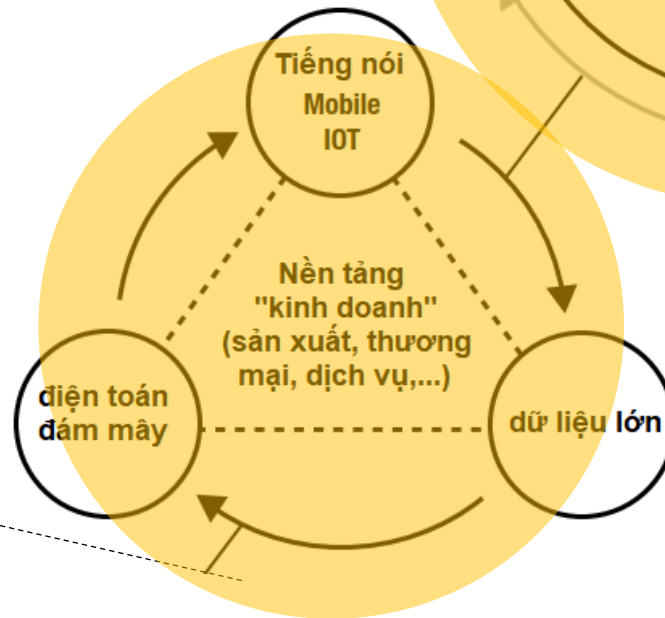 Tiếng nói
Mobile
IOT
Nền tảng
"kinh doanh"
(sản xuất, thương
mại, dịch vụ,...)
điện toán
đám mây
dữ liệu lớn